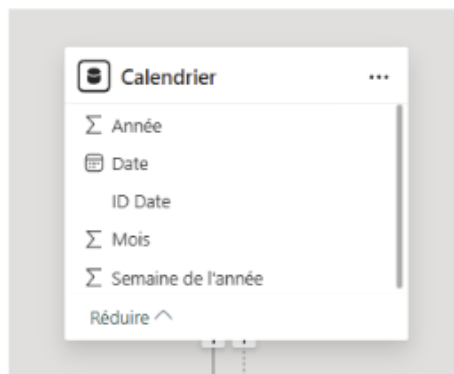 Calendrier
Année
Date
ID Date
Mois
Semaine de l'année
Réduire